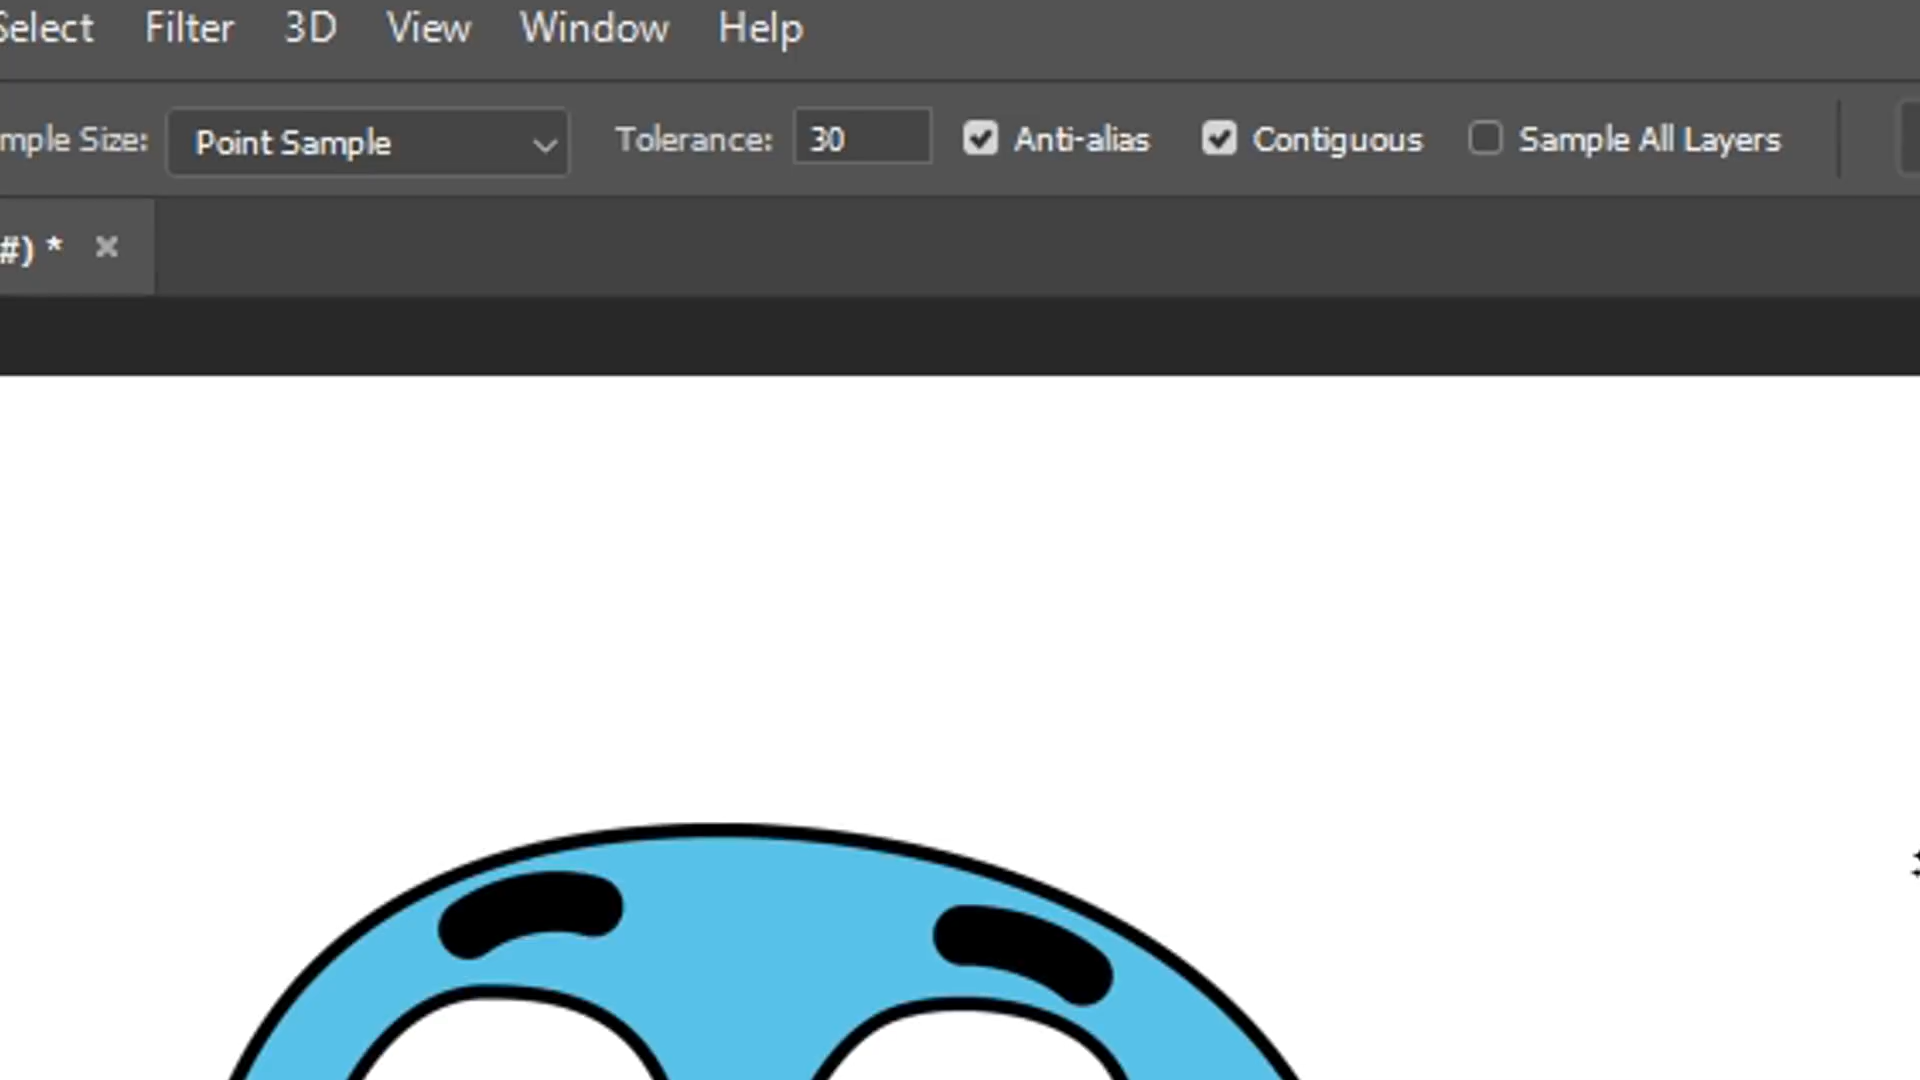 Select Filter 3D View Window Help
mple Size: Point Sample Tolerance: 30 Anti-alias Contiguous Sample All Layers
#) *